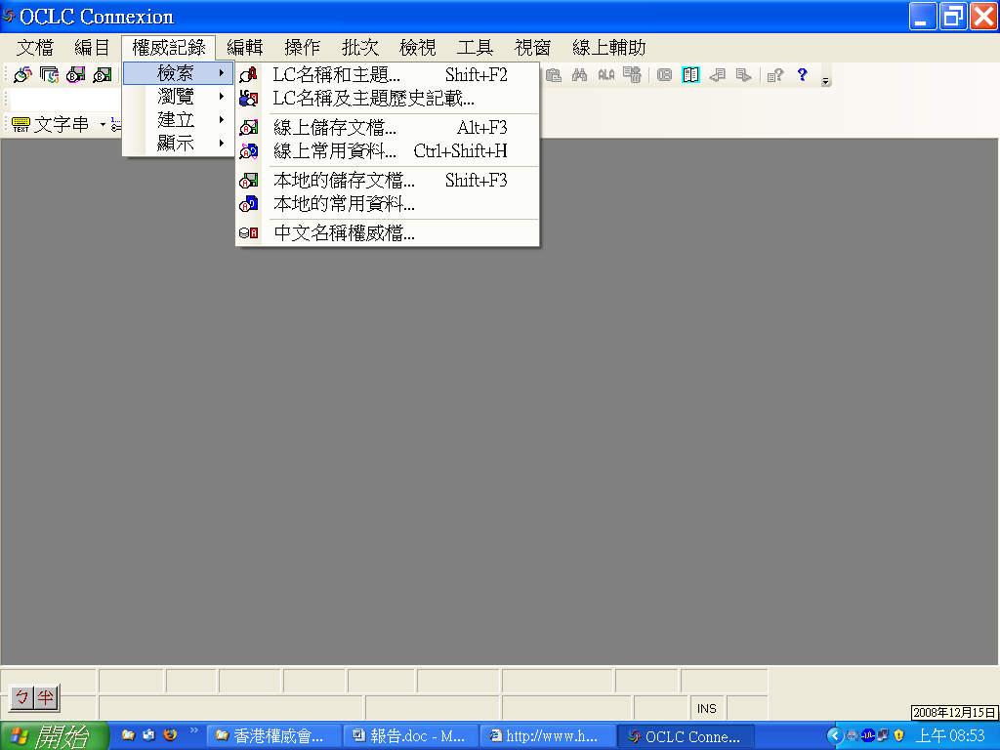 OCLC Connexion
文檔 編目 權威記錄 編輯 操作 批次 檢視 工具 視窗 線上輔助
檢索
瀏覽
建立
顯示
LC名稱和主題... Shift+F2
LC名稱及主題歷史記載...
線上儲存文檔... Alt+F3
線上常用資料... Ctrl+Shift+H
本地的儲存文檔... Shift+F3
本地的常用資料...
中文名稱權威檔...
ALA
TEXT 文字串
ㄅ 半
INS
2008年12月15日
開始 香港權威會... 報告.doc - M... http://www.h... OCLC Conne... 上午 08:53